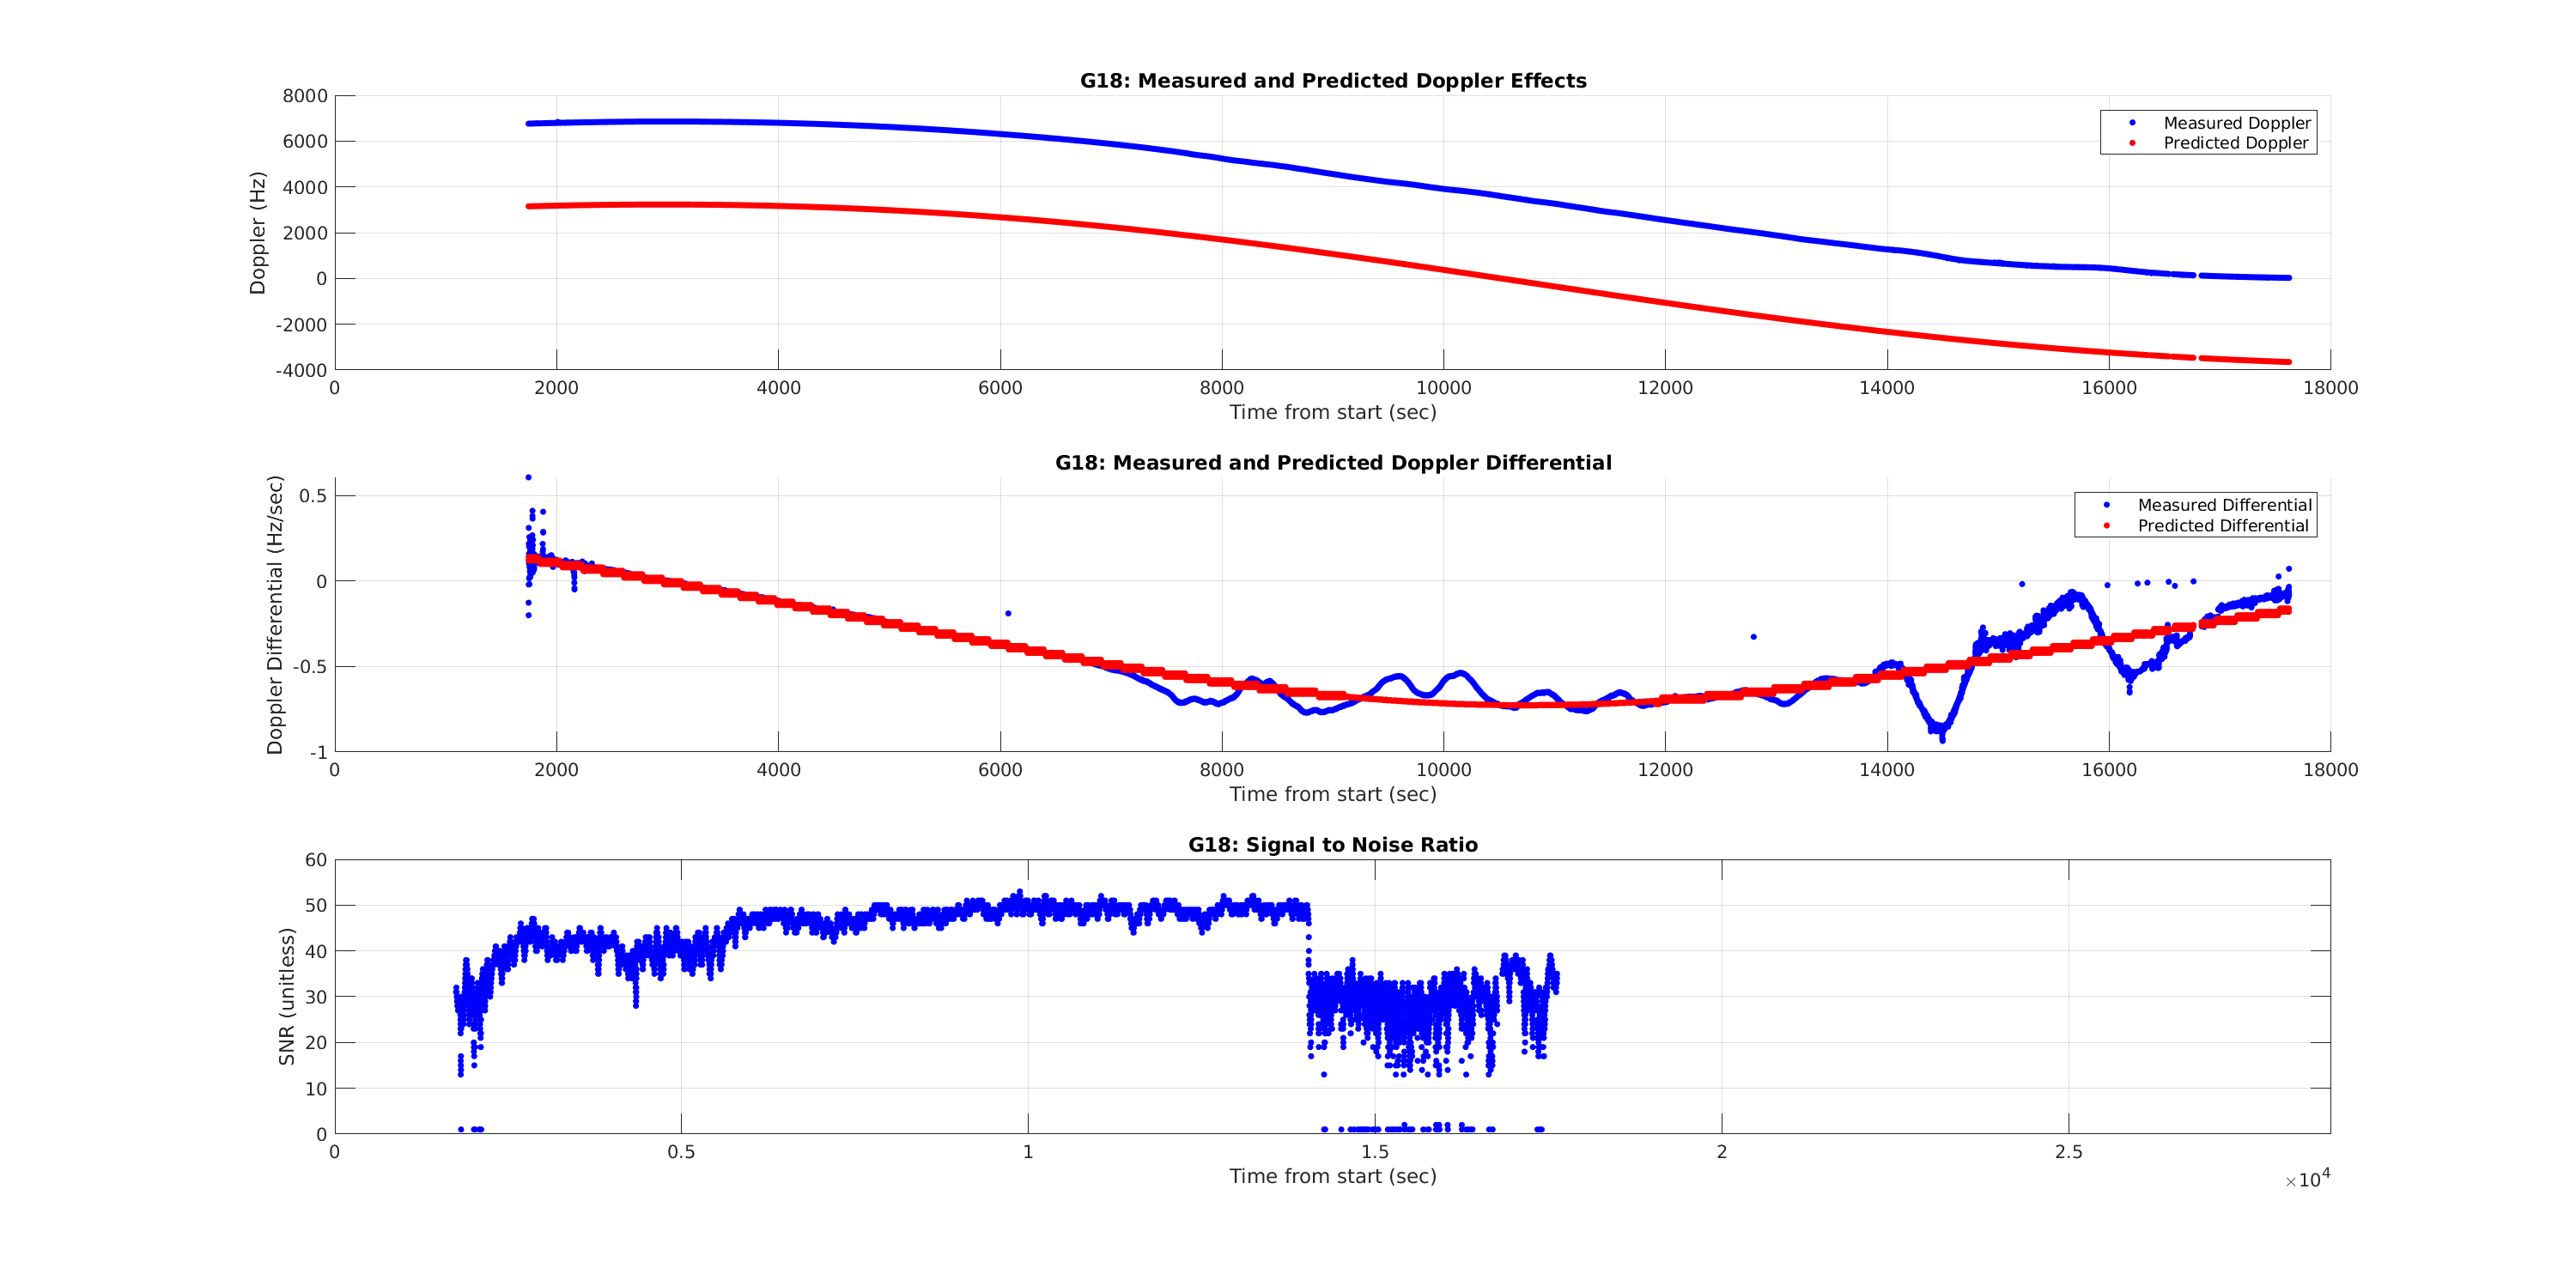 G18: Measured and Predicted Doppler Effects
8000
6000
4000
2000
0
-2000
-4000
Doppler (Hz)
Measured Doppler
Predicted Doppler
0 2000 4000 6000 8000 10000 12000 14000 16000 18000
Time from start (sec)
G18: Measured and Predicted Doppler Differential
0.5
0
-0.5
-1
Doppler Differential (Hz/sec)
Measured Differential
Predicted Differential
0 2000 4000 6000 8000 10000 12000 14000 16000 18000
Time from start (sec)
G18: Signal to Noise Ratio
60
50
40
30
20
10
0
SNR (unitless)
0 0.5 1 1.5 2 2.5
Time from start (sec)
×10^4